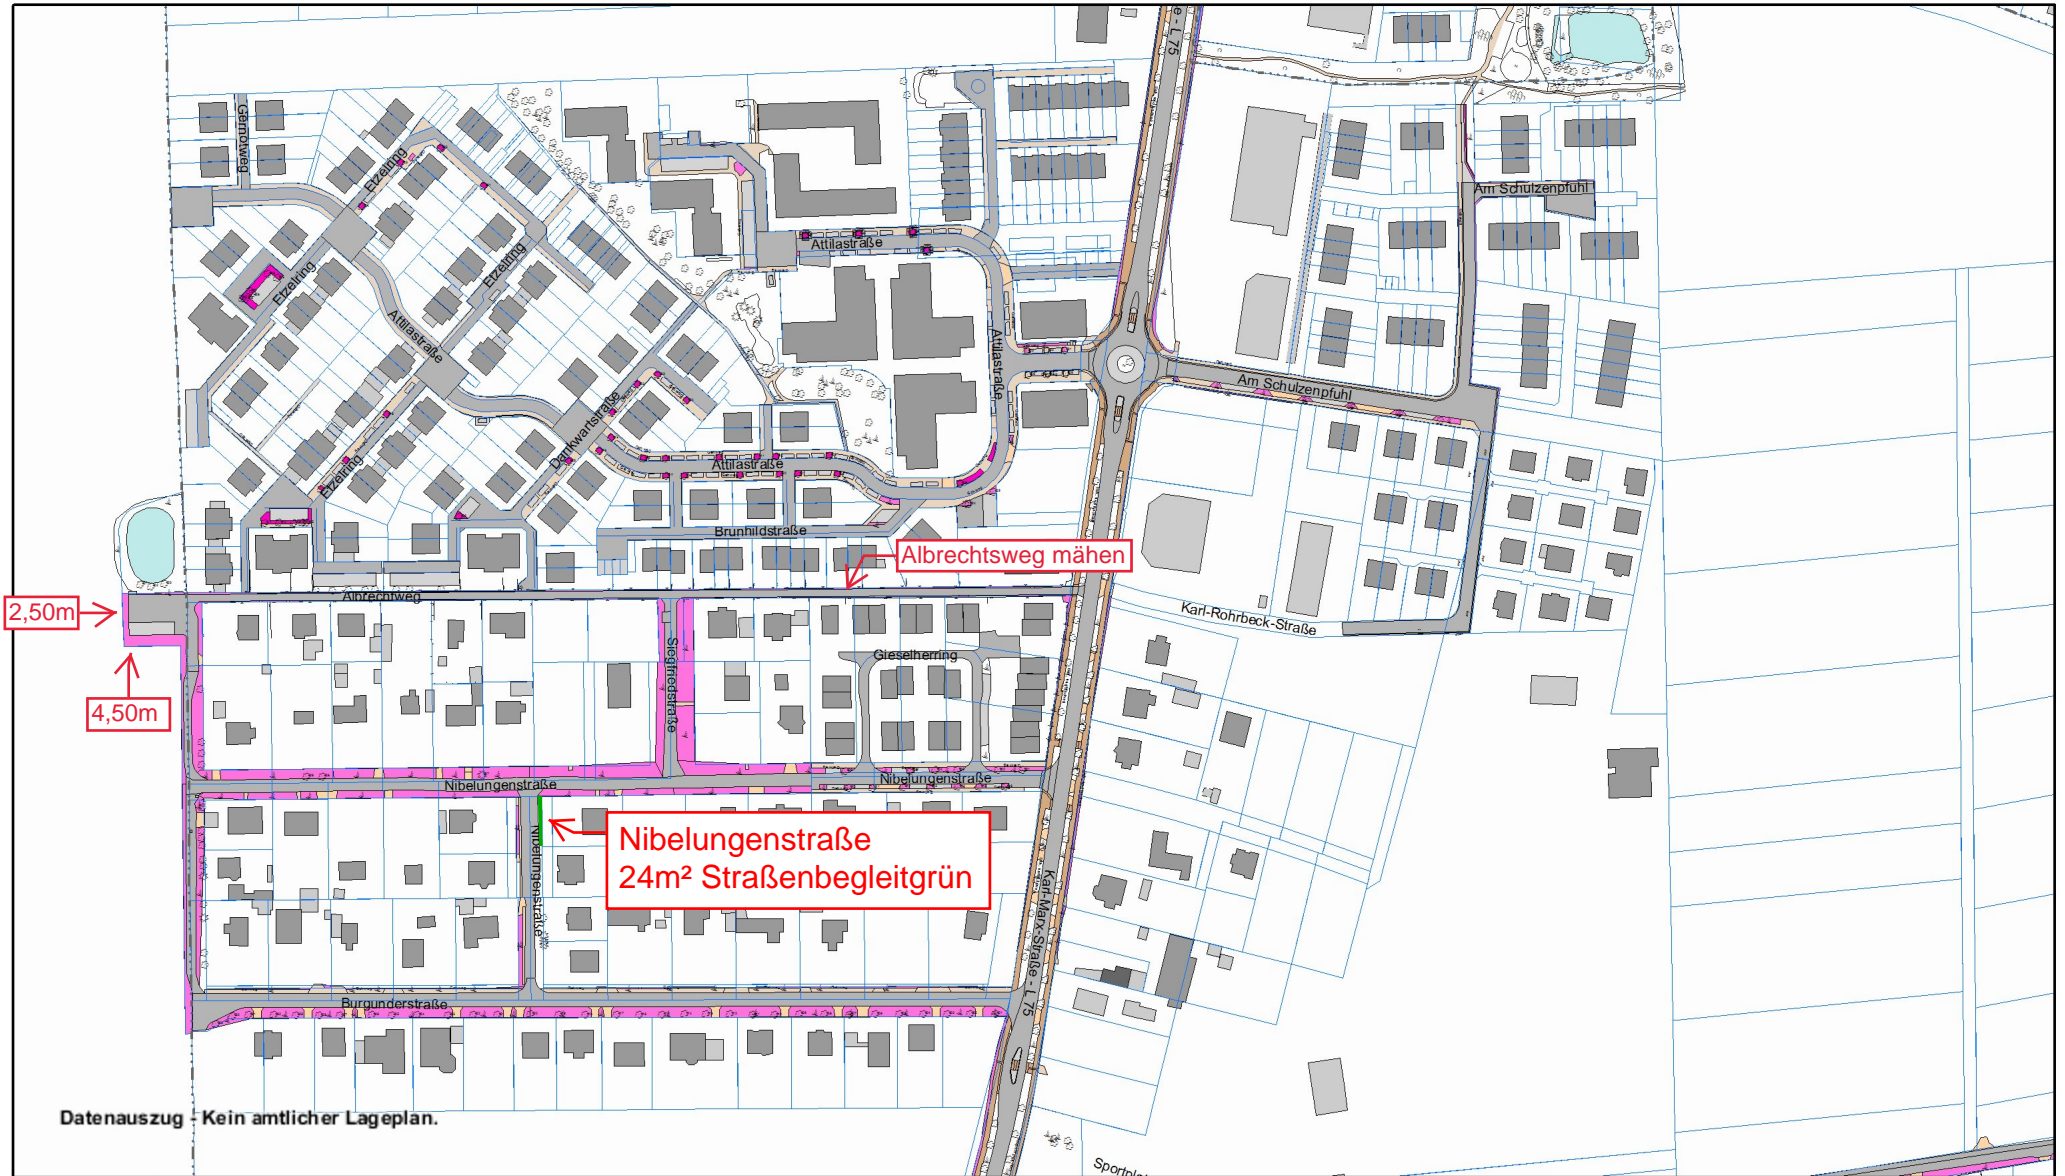 e - L 75
Gernotweg
Etzelring
Am Schulzenpfuhl
Attilastraße
Etzelring
Etzelring
Attilastraße
Attilastraße
Am Schulzenpfuhl
Dankwartstraße
Attilastraße
Etzelring
Brunhildstraße
Albrechtsweg mähen
Albrechtweg
2,50m
Karl-Rohrbeck-Straße
Siegfriedstraße
Gieselherring
4,50m
Nibelungenstraße
Nibelungenstraße
Nibelungenstraße
Nibelungenstraße
24m² Straßenbegleitgrün
Karl-Marx-Straße - L 75
Burgunderstraße
Datenauszug - Kein amtlicher Lageplan.